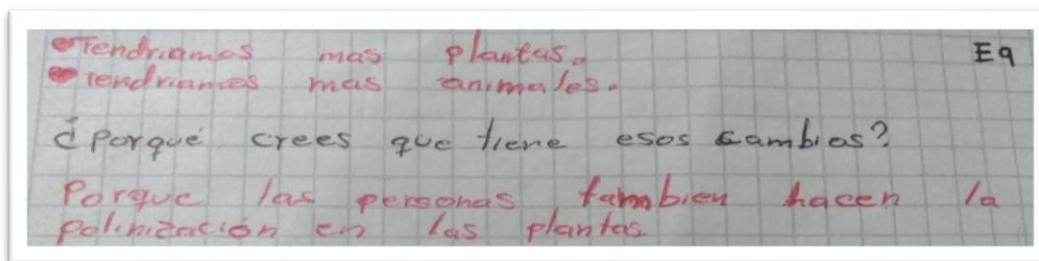 Tendriamos mas plantas. E9
Tendriamos mas animales.
¿Porqué crees que tiene esos cambios?
Porque las personas tambien hacen la
polinización en las plantas